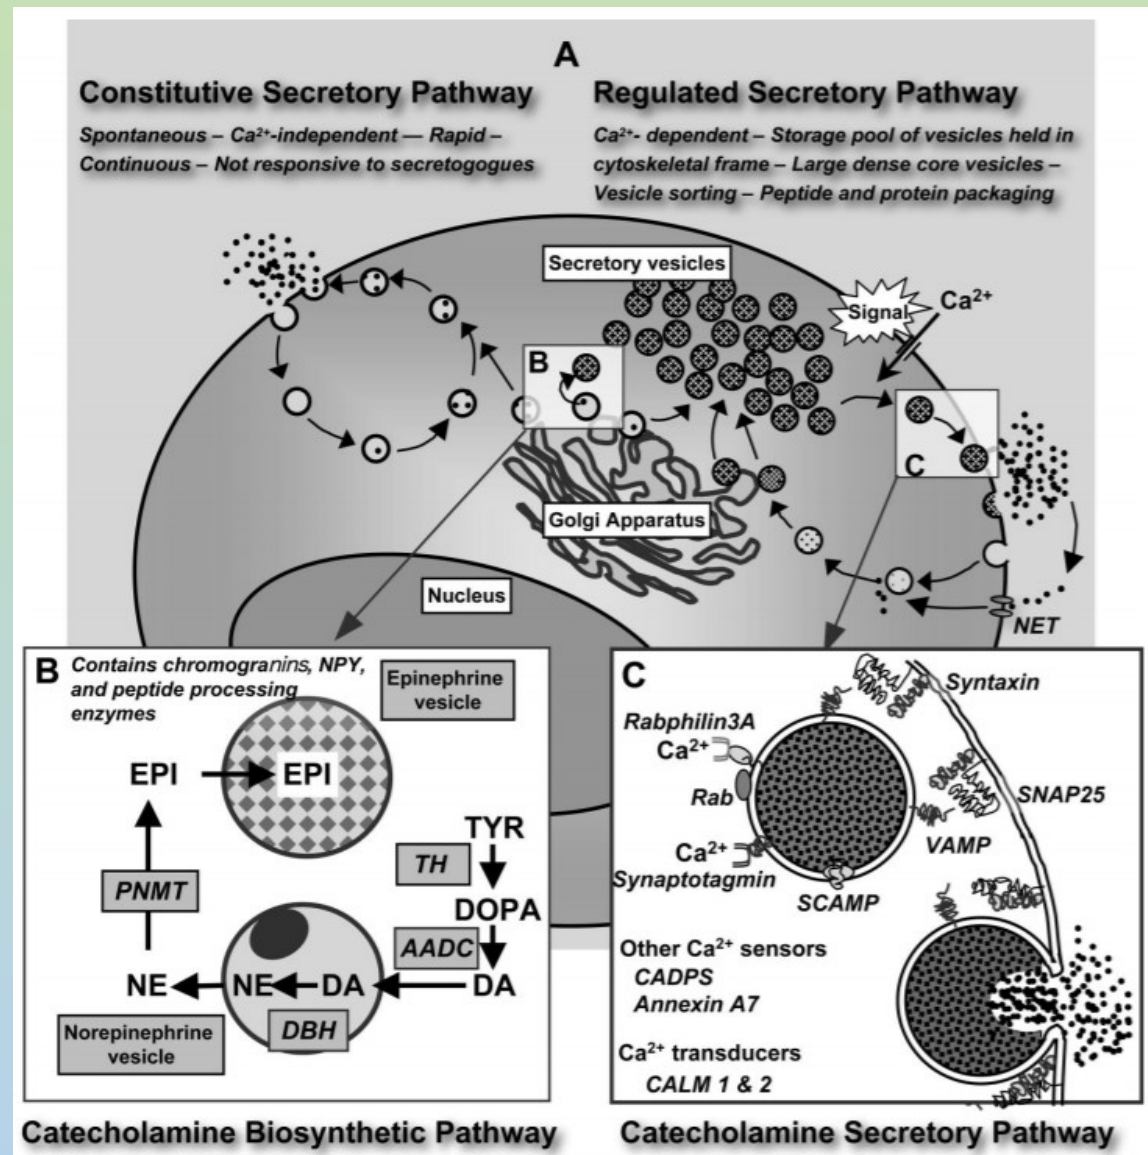 A
Constitutive Secretory Pathway
Spontaneous – Ca²⁺-independent — Rapid –
Continuous – Not responsive to secretogogues
Regulated Secretory Pathway
Ca²⁺- dependent – Storage pool of vesicles held in
cytoskeletal frame – Large dense core vesicles –
Vesicle sorting – Peptide and protein packaging
Secretory vesicles
Signal
Ca²⁺
B
C
Golgi Apparatus
Nucleus
NET
B
Contains chromogranins, NPY,
and peptide processing
enzymes
Epinephrine
vesicle
EPI
EPI
TYR
TH
PNMT
DOPA
AADC
NE
NE
DA
DA
DBH
Norepinephrine
vesicle
Catecholamine Biosynthetic Pathway
C
Syntaxin
Rabphilin3A
Ca²⁺
Rab
SNAP25
VAMP
Ca²⁺
Synaptotagmin
SCAMP
Other Ca²⁺ sensors
CADPS
Annexin A7
Ca²⁺ transducers
CALM 1 & 2
Catecholamine Secretory Pathway